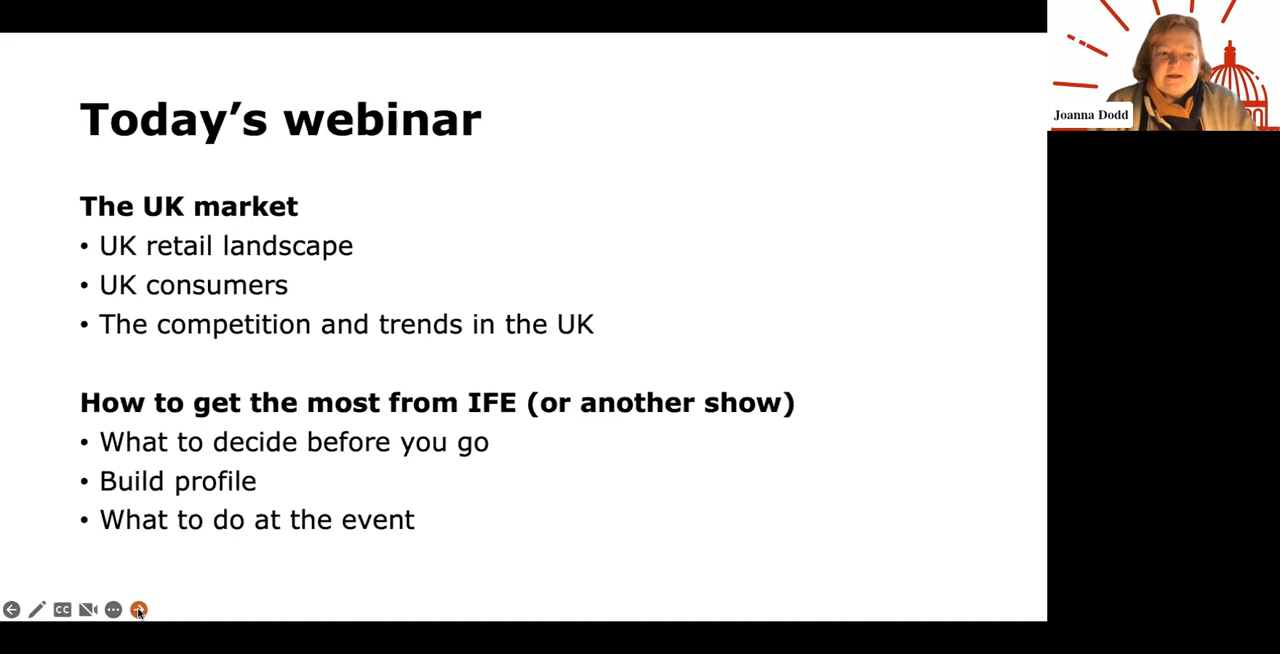 Today’s webinar
The UK market
• UK retail landscape
• UK consumers
• The competition and trends in the UK
How to get the most from IFE (or another show)
• What to decide before you go
• Build profile
• What to do at the event
Joanna Dodd
CC